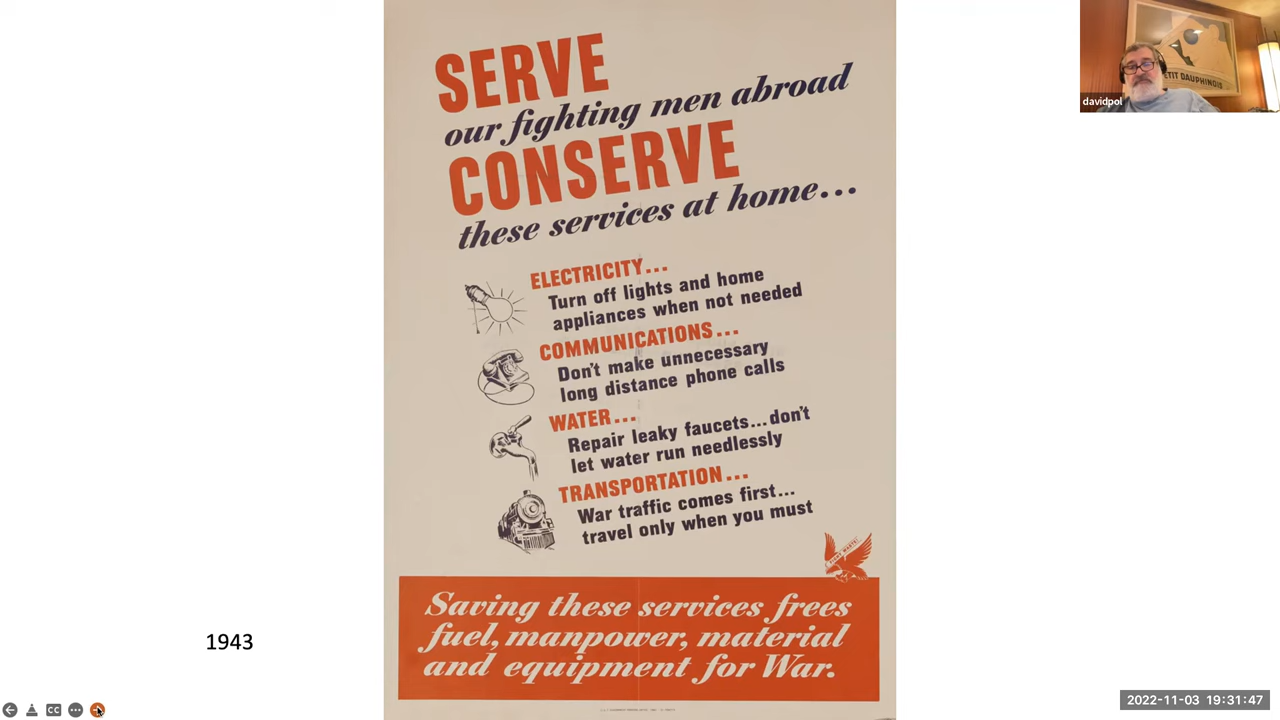 SERVE
our fighting men abroad
CONSERVE
these services at home...
ELECTRICITY...
Turn off lights and home
appliances when not needed
COMMUNICATIONS...
Don't make unnecessary
long distance phone calls
WATER...
Repair leaky faucets...don't
let water run needlessly
TRANSPORTATION...
War traffic comes first...
travel only when you must
Saving these services frees
fuel, manpower, material
and equipment for War.
1943
ETIT DAUPHINOIS
davidpol
CC
2022-11-03 19:31:47